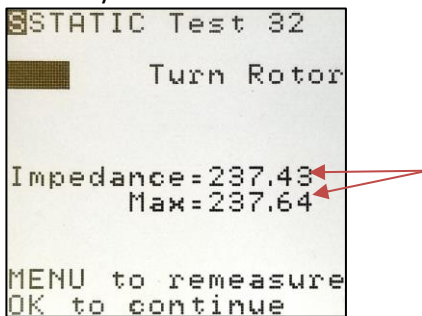 SSTATIC Test 32
Turn Rotor
Impedance=237.43
Max=237.64
MENU to remeasure
OK to continue